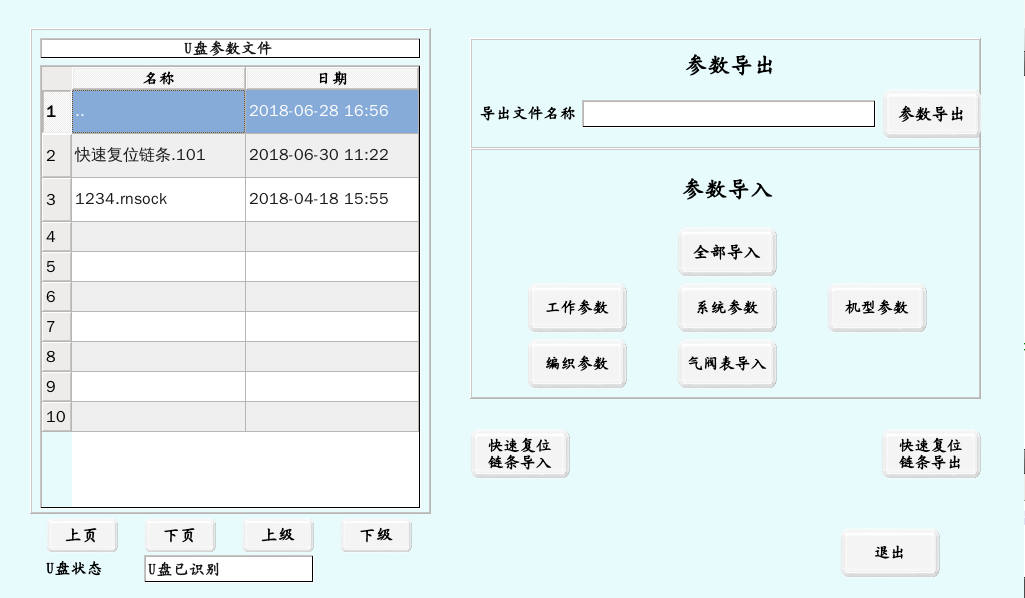 U盘参数文件
名称 日期
1 .. 2018-06-28 16:56
2 快速复位链条.101 2018-06-30 11:22
3 1234.rnsock 2018-04-18 15:55
4
5
6
7
8
9
10
上页 下页 上级 下级
U盘状态 U盘已识别
参数导出
导出文件名称 参数导出
参数导入
全部导入
工作参数 系统参数 机型参数
编织参数 气阀表导入
快速复位
链条导入
快速复位
链条导出
退出